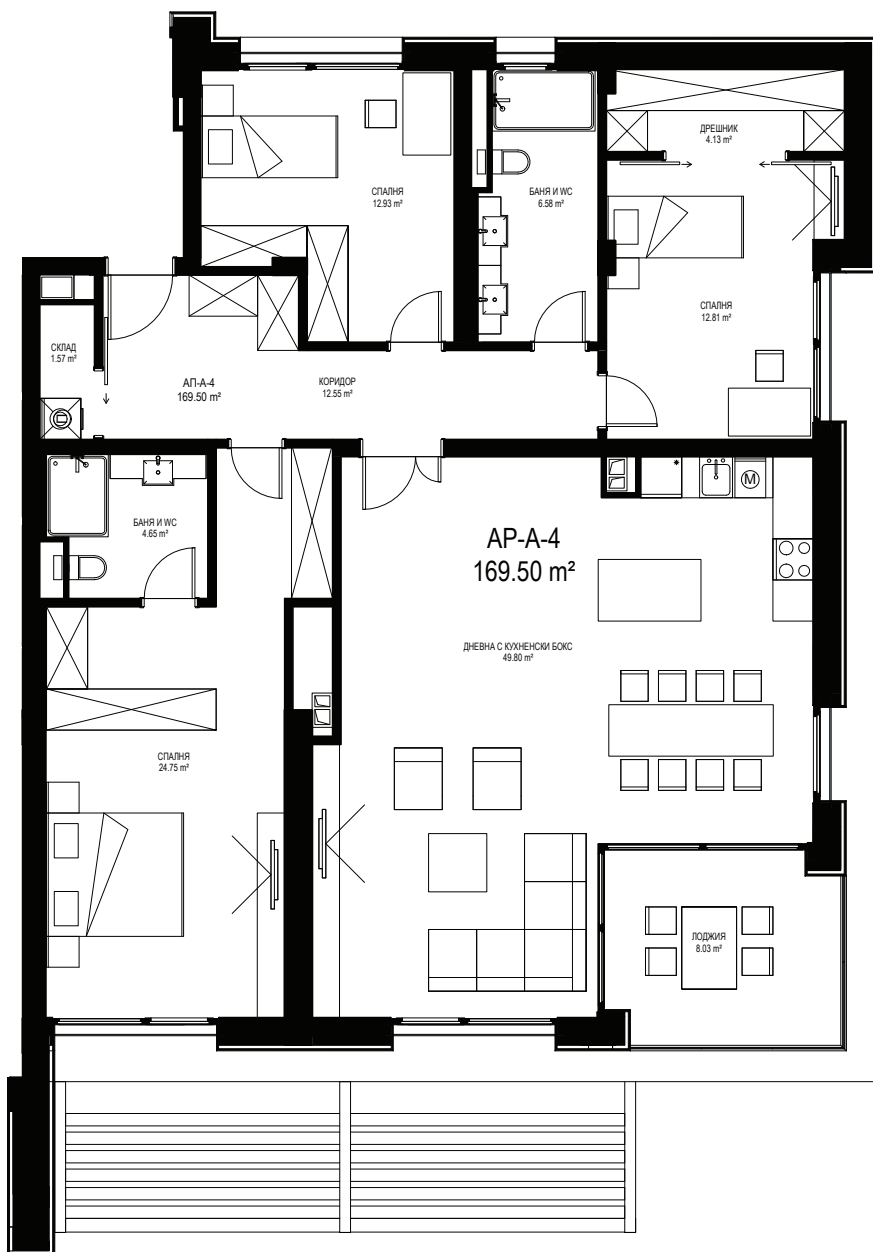 ДРЕШНИК
4.13 m²
СПАЛНЯ
12.93 m²
БАНЯ И WC
6.58 m²
СПАЛНЯ
12.81 m²
СКЛАД
1.57 m²
АП-А-4
169.50 m²
КОРИДОР
12.55 m²
БАНЯ И WC
4.65 m²
M
AP-A-4
169.50 m²
ДНЕВНА С КУХНЕНСКИ БОКС
49.80 m²
СПАЛНЯ
24.75 m²
ЛОДЖИЯ
8.03 m²